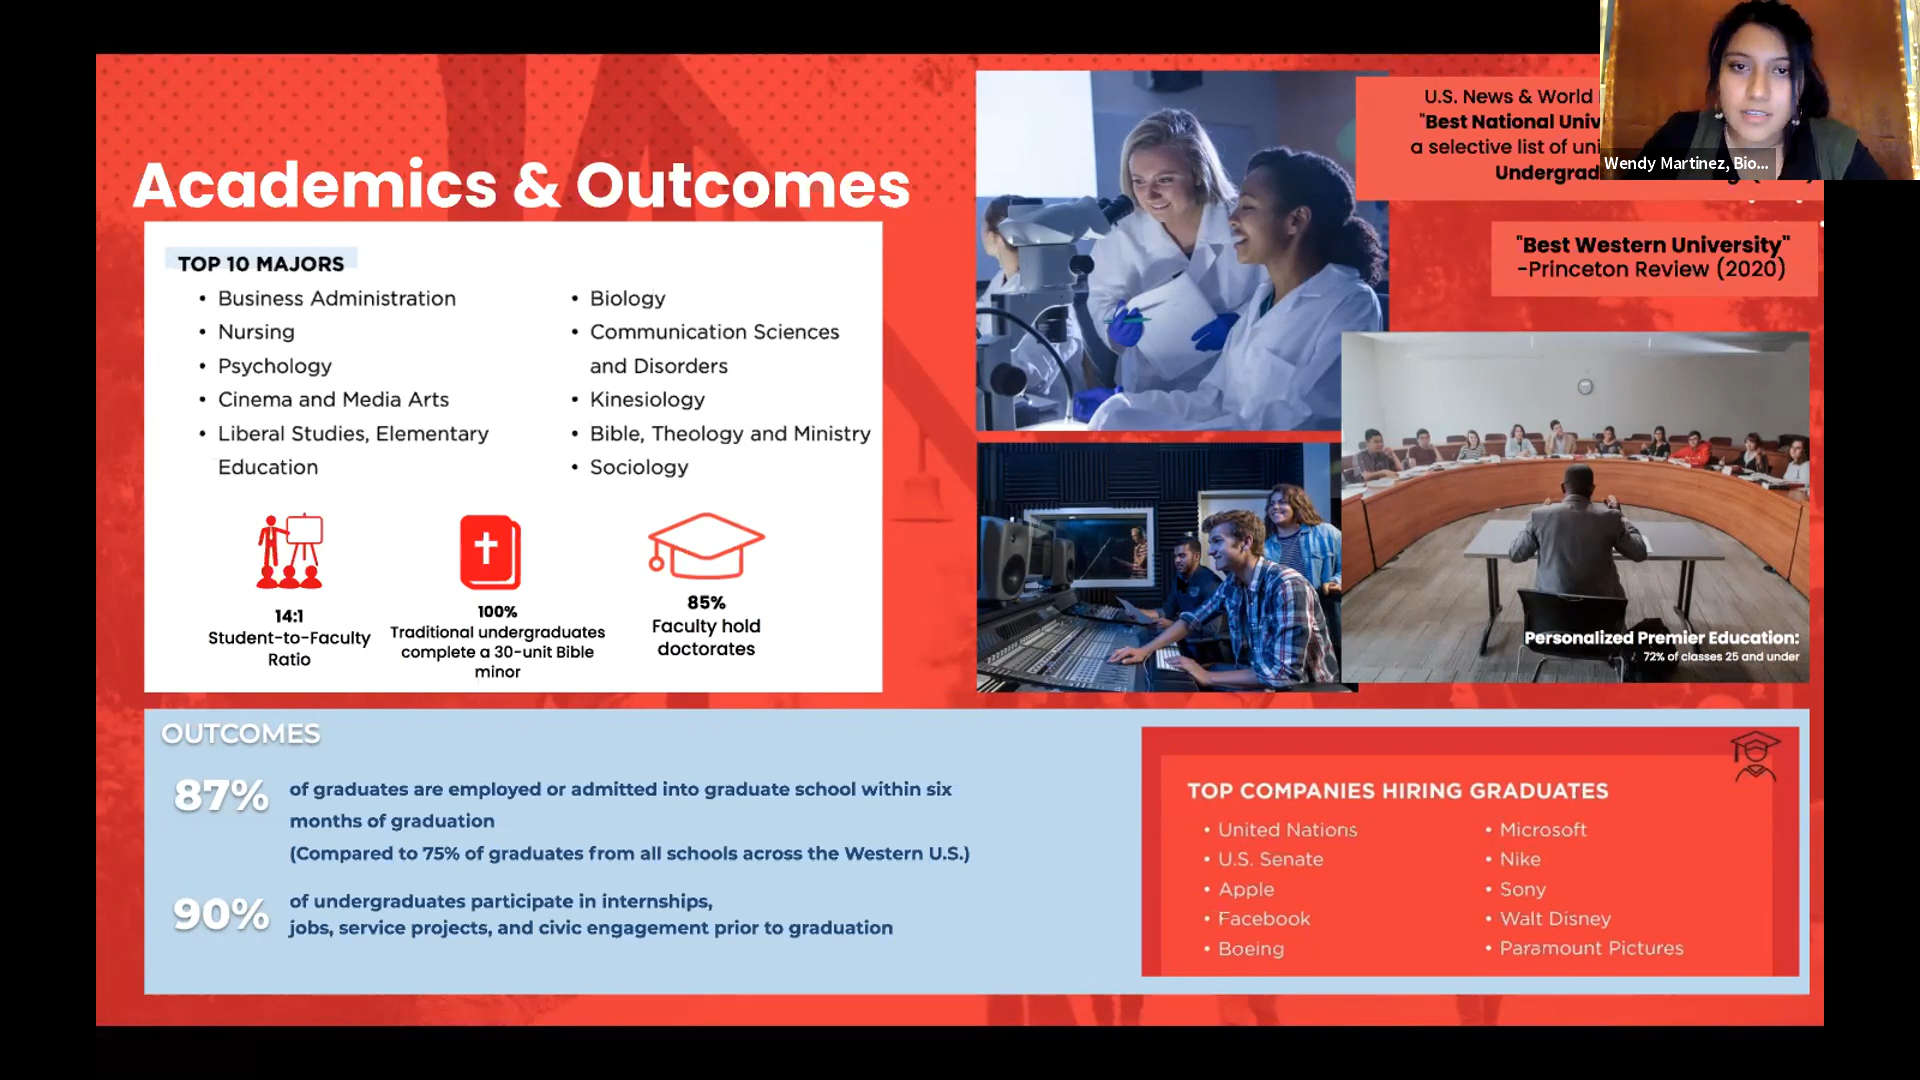 Academics & Outcomes
TOP 10 MAJORS
• Business Administration
• Nursing
• Psychology
• Cinema and Media Arts
• Liberal Studies, Elementary
Education
• Biology
• Communication Sciences
and Disorders
• Kinesiology
• Bible, Theology and Ministry
• Sociology
14:1
Student-to-Faculty
Ratio
100%
Traditional undergraduates
complete a 30-unit Bible
minor
85%
Faculty hold
doctorates
U.S. News & World
"Best National
a selective list of
Wendy Martinez, Bio...
"Best Western University"
-Princeton Review (2020)
Personalized Premier Education:
72% of classes 25 and under
OUTCOMES
87% of graduates are employed or admitted into graduate school within six
months of graduation
(Compared to 75% of graduates from all schools across the Western U.S.)
90% of undergraduates participate in internships,
jobs, service projects, and civic engagement prior to graduation
TOP COMPANIES HIRING GRADUATES
• United Nations
• U.S. Senate
• Apple
• Facebook
• Boeing
• Microsoft
• Nike
• Sony
• Walt Disney
• Paramount Pictures